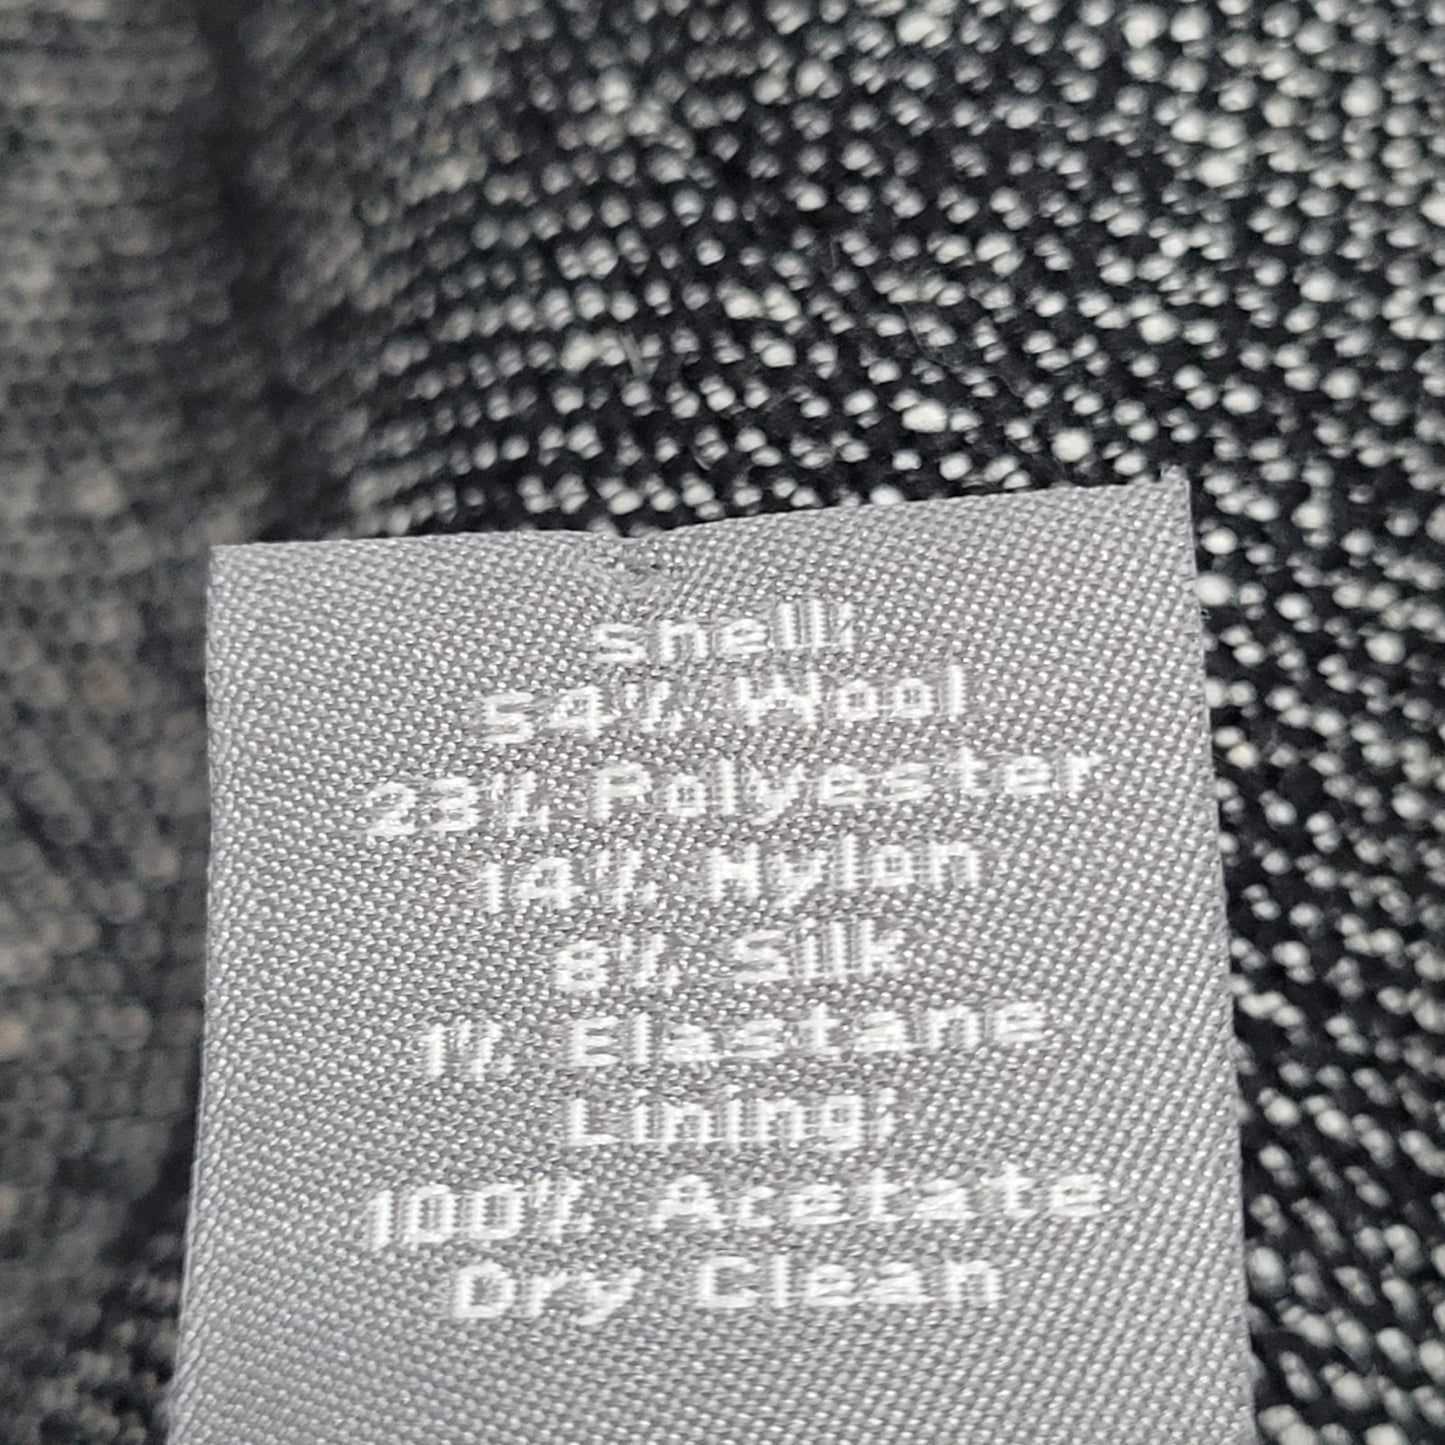 shell;
54% Wool
23% Polyester
14% Nylon
8% Silk
1% Elastane
Lining;
100% Acetate
Dry Clean